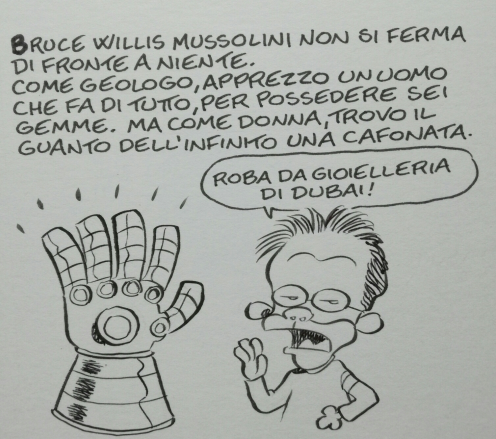 BRUCE WILLIS MUSSOLINI NON SI FERMA
DI FRONTE A NIENTE.
COME GEOLOGO, APPREZZO UN UOMO
CHE FA DI TUTTO, PER POSSEDERE SEI
GEMME. MA COME DONNA, TROVO IL
GUANTO DELL'INFINITO UNA CAFONATA.
ROBA DA GIOIELLERIA
DI DUBAI!